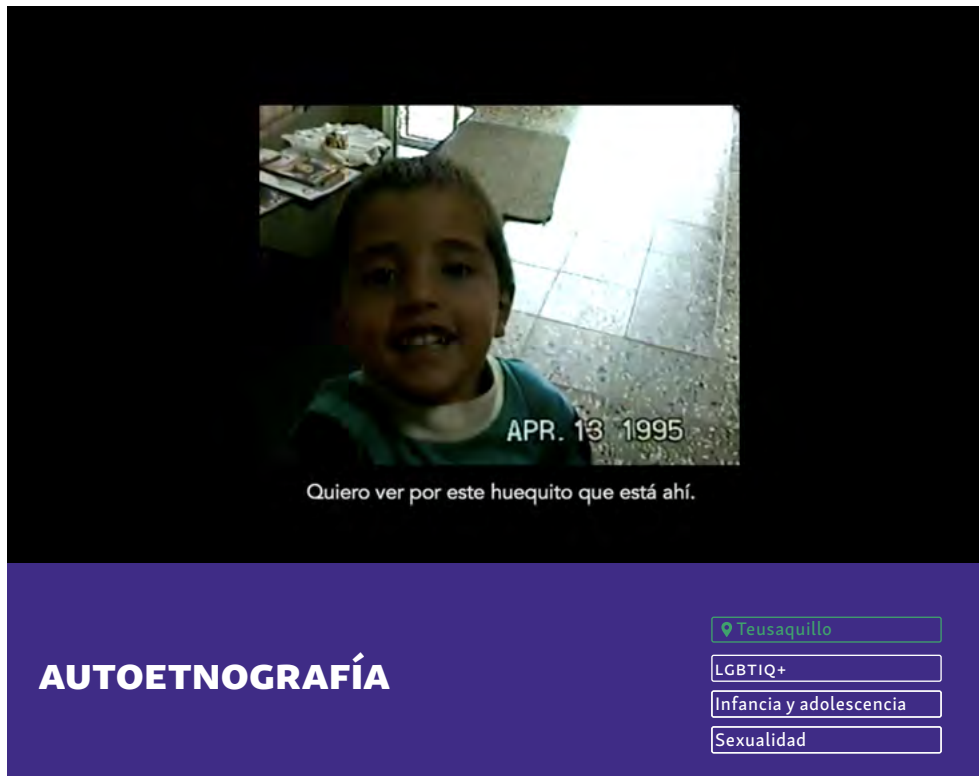 APR. 13 1995
Quiero ver por este huequito que está ahí.
AUTOETNOGRAFÍA
Teusaquillo
LGBTIQ+
Infancia y adolescencia
Sexualidad